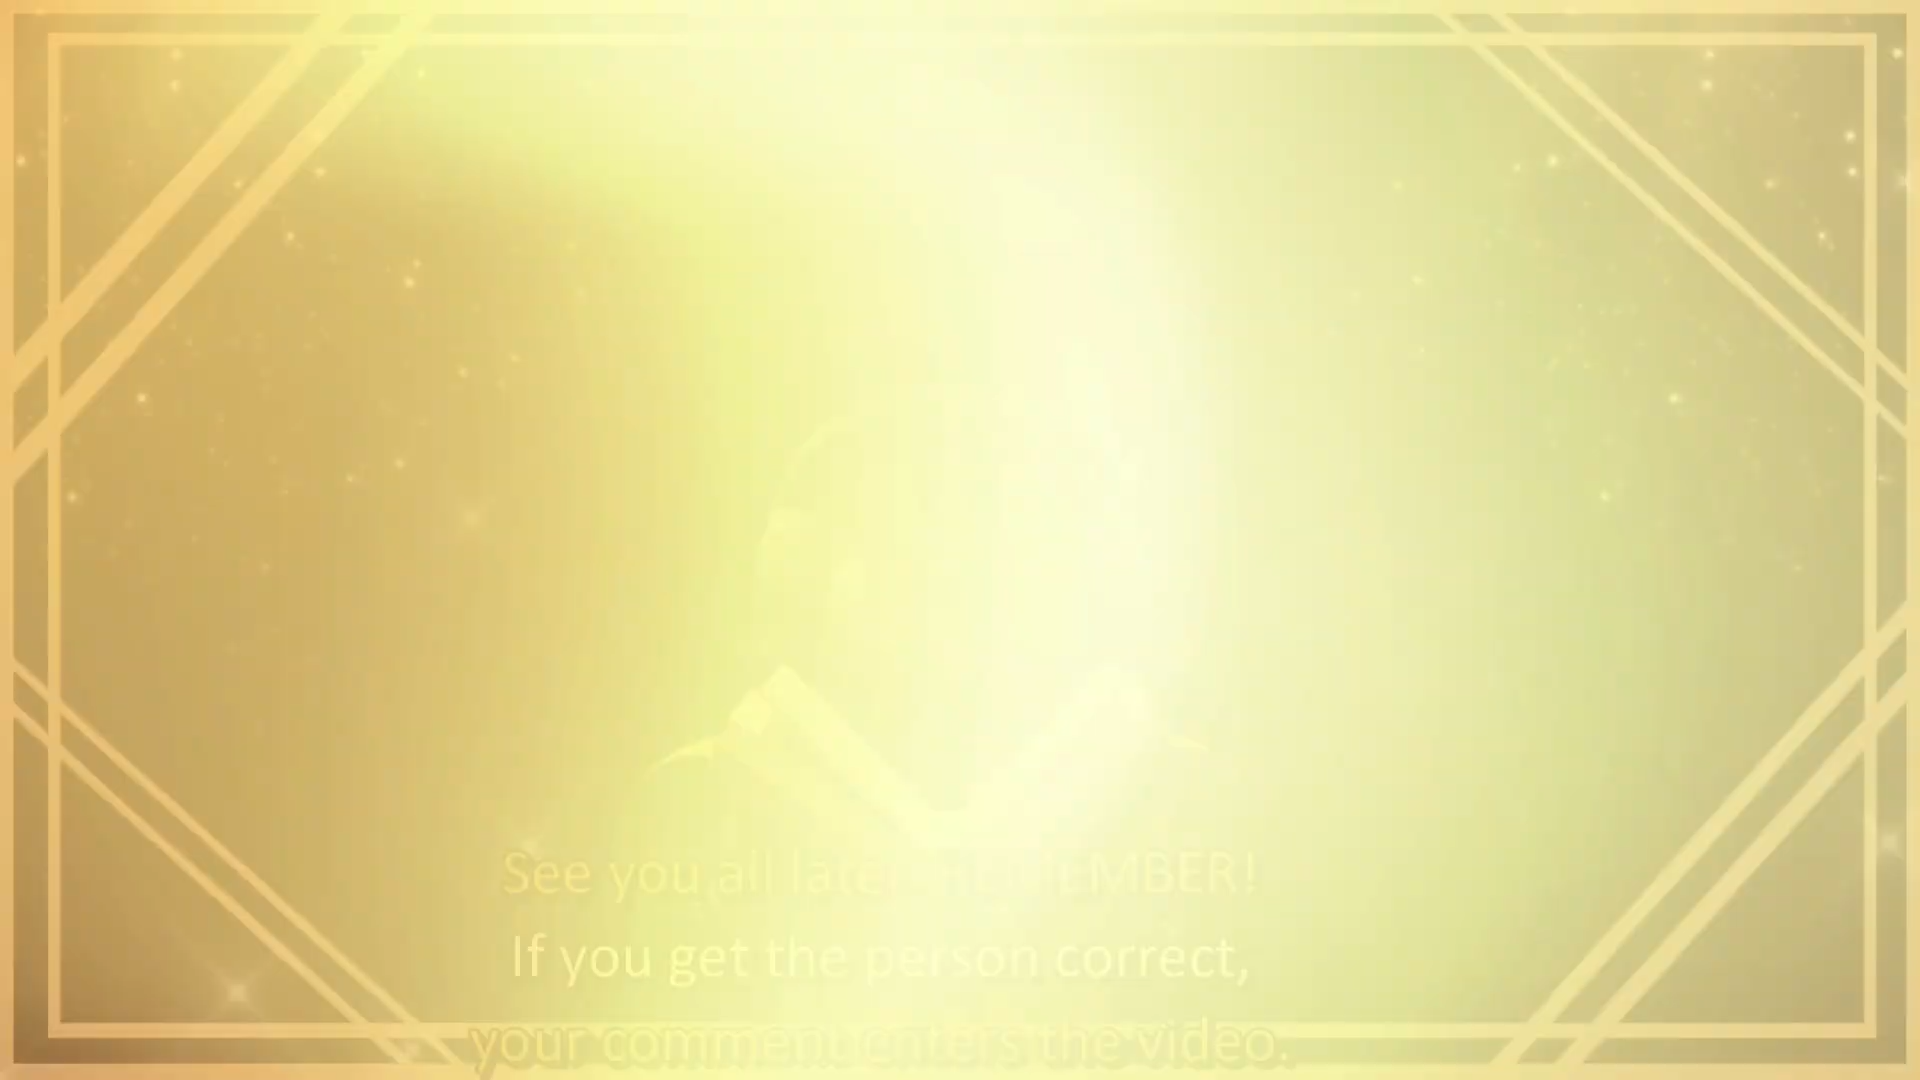 See you all later. REMEMBER!
If you get the person correct,
your comment enters the video.